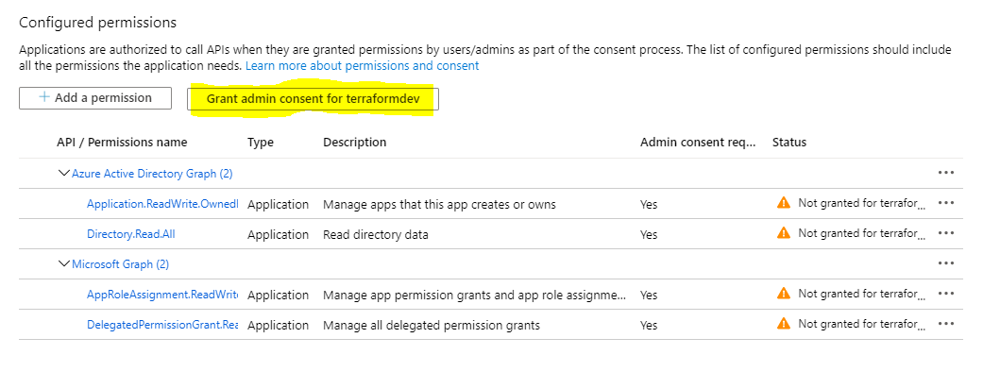 Configured permissions
Applications are authorized to call APIs when they are granted permissions by users/admins as part of the consent process. The list of configured permissions should include
all the permissions the application needs. Learn more about permissions and consent
+ Add a permission Grant admin consent for terraformdev
API / Permissions name Type Description Admin consent req... Status
Azure Active Directory Graph (2) ...
Application.ReadWrite.Owned Application Manage apps that this app creates or owns Yes Not granted for terrafor... ...
Directory.Read.All Application Read directory data Yes Not granted for terrafor... ...
Microsoft Graph (2) ...
AppRoleAssignment.ReadWrite Application Manage app permission grants and app role assignme... Yes Not granted for terrafor... ...
DelegatedPermissionGrant.Rea Application Manage all delegated permission grants Yes Not granted for terrafor... ...